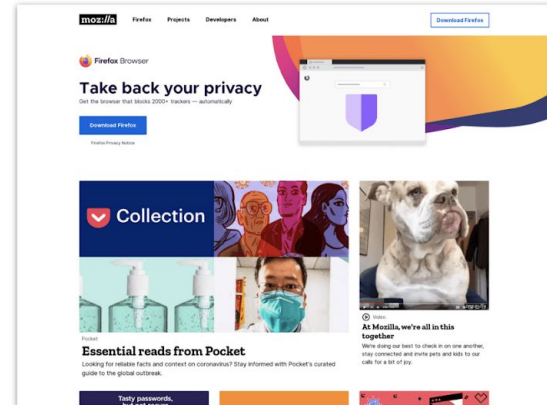 moz://a
Firefox
Projects
Developers
About
Download Firefox
Firefox Browser
Take back your privacy
Get the browser that blocks 2000+ trackers — automatically
Download Firefox
Firefox Privacy Notice
Collection
Pocket
Essential reads from Pocket
Looking for reliable facts and context on coronavirus? Stay informed with Pocket's curated
guide to the global outbreak.
Video
At Mozilla, we're all in this
together
We're doing our best to check in on one another,
stay connected and invite pets and kids to our
calls for a bit of joy.
Tasty passwords,
but not secure